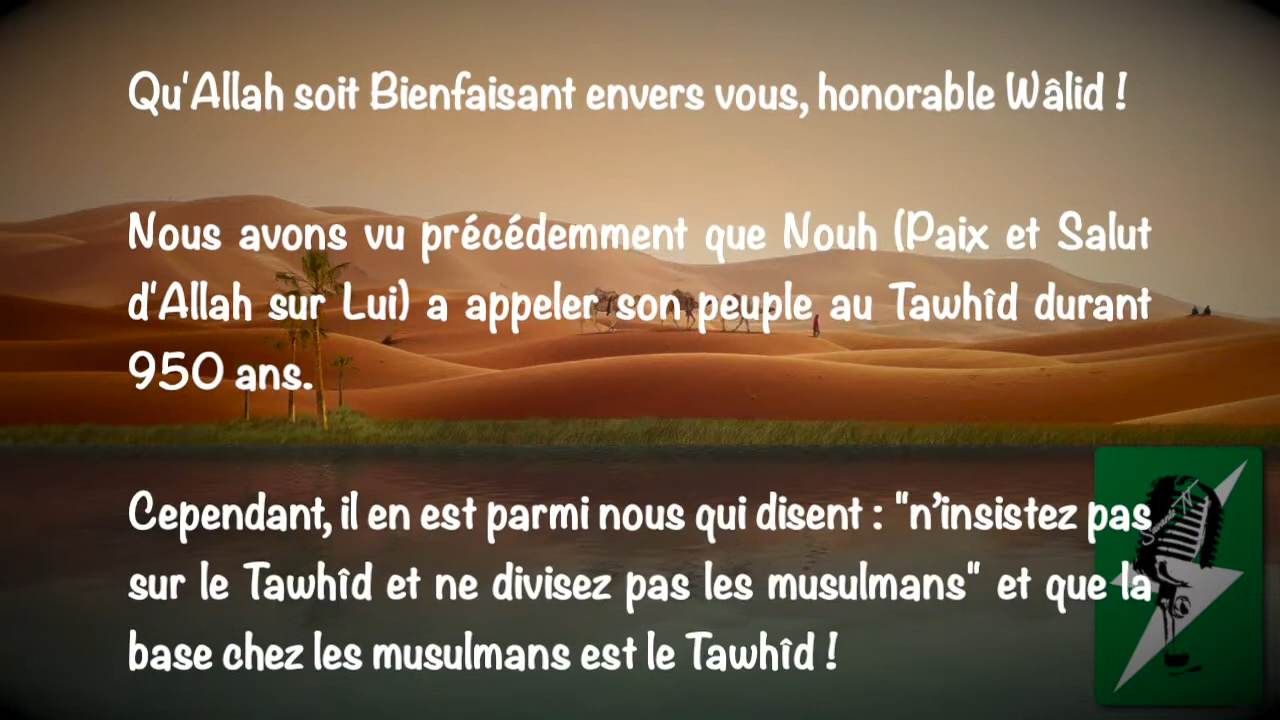 Qu'Allah soit Bienfaisant envers vous, honorable Wâlid !
Nous avons vu précédemment que Nouh (Paix et Salut
d'Allah sur Lui) a appeler son peuple au Tawhîd durant
950 ans.
Cependant, il en est parmi nous qui disent : "n'insistez pas
sur le Tawhîd et ne divisez pas les musulmans" et que la
base chez les musulmans est le Tawhîd !